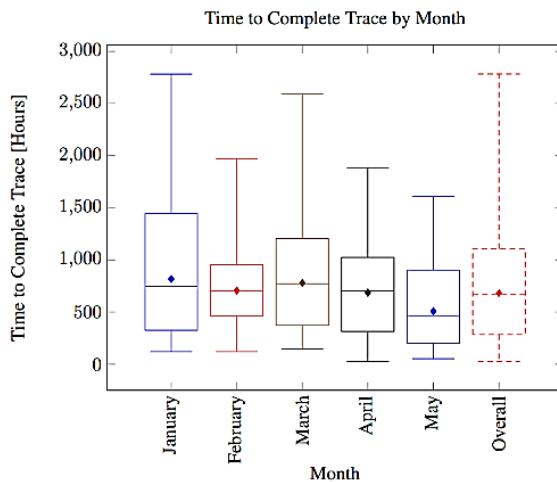 Time to Complete Trace by Month
Time to Complete Trace [Hours]
3,000
2,500
2,000
1,500
1,000
500
0
January
February
March
April
May
Overall
Month